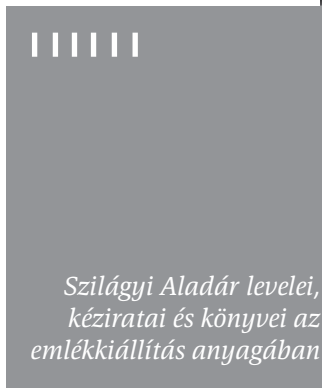 Szilágyi Aladár levelei,
kéziratai és könyvei az
emlékkiállítás anyagában